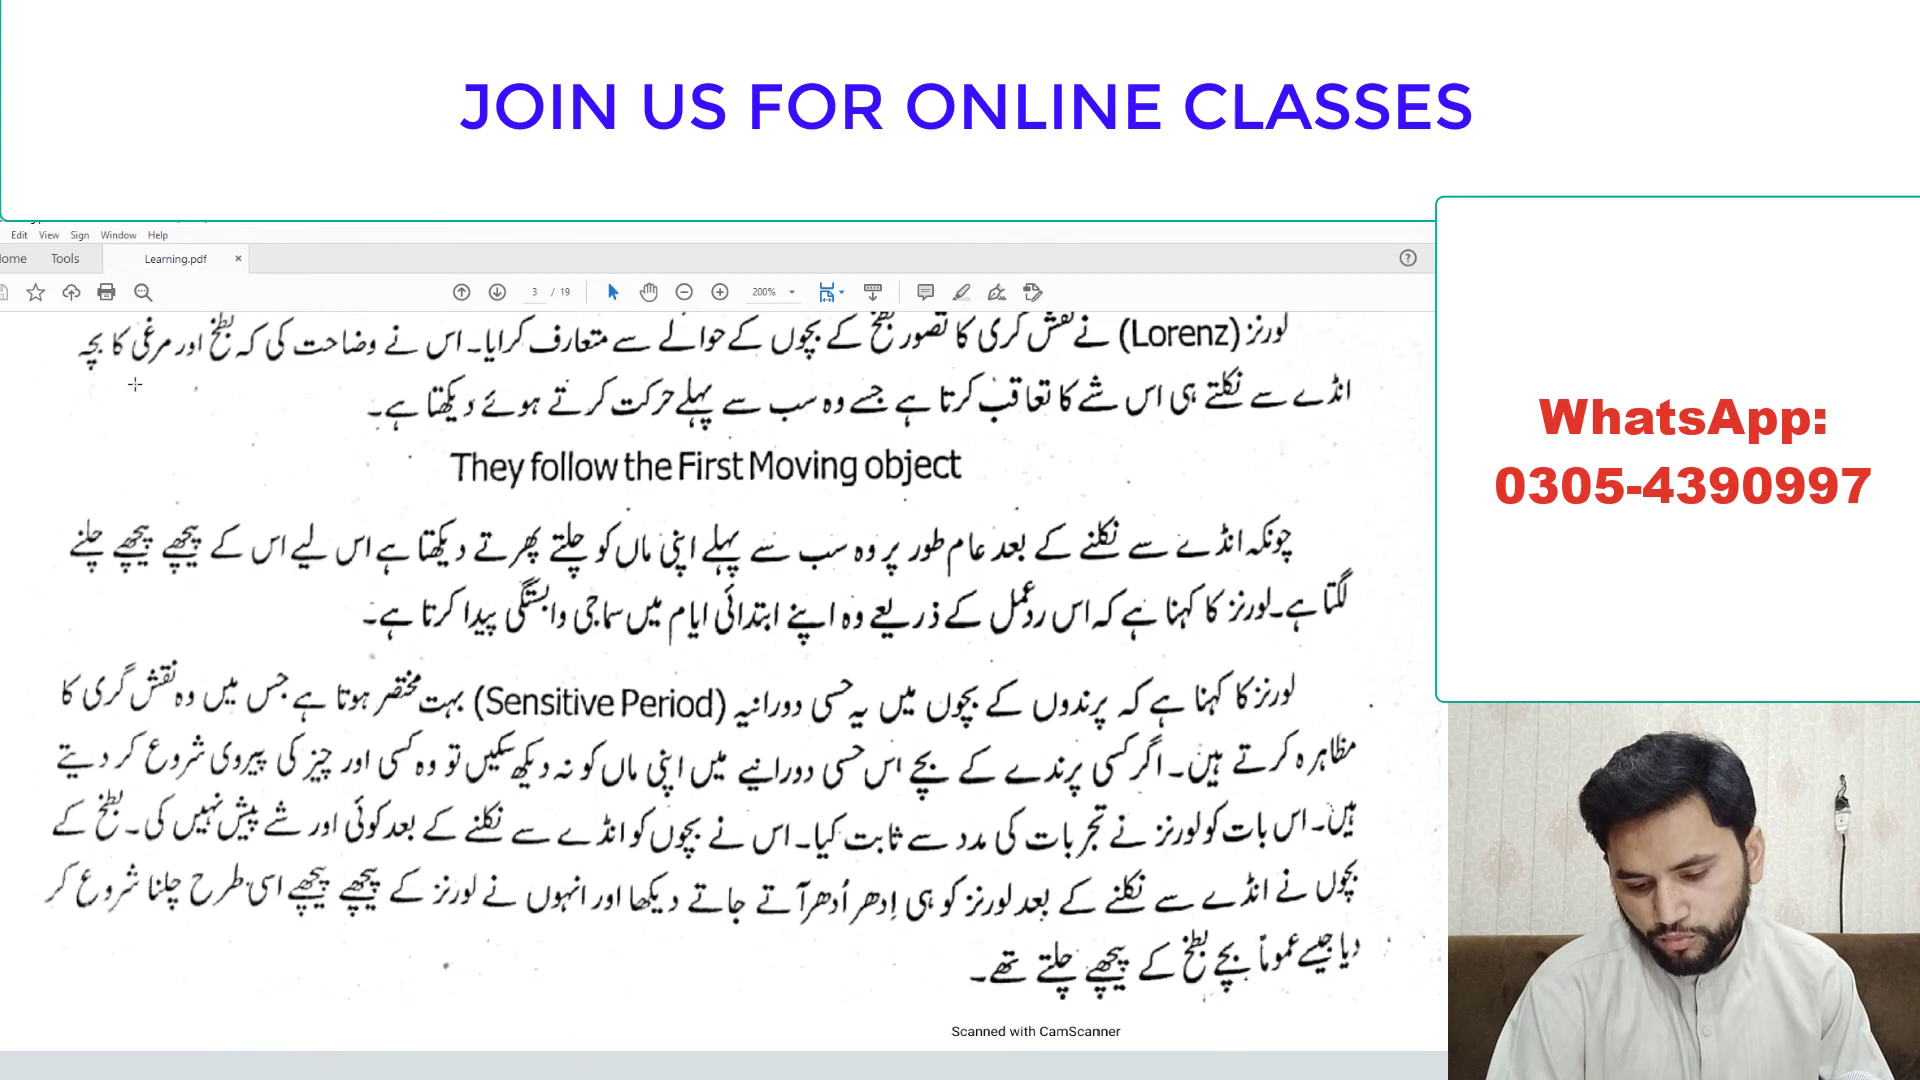 JOIN US FOR ONLINE CLASSES
Edit View Sign Window Help
ome Tools Learning.pdf
3 / 19 200%
لورنز (Lorenz) نے نقش گری کا تصور بطخ کے بچوں کے حوالے سے متعارف کرایا۔ اس نے وضاحت کی کہ بطخ اور مرغی کا بچہ
انڈے سے نکلتے ہی اس شے کا تعاقب کرتا ہے جسے وہ سب سے پہلے حرکت کرتے ہوئے دیکھتا ہے۔
They follow the First Moving object
چونکہ انڈے سے نکلنے کے بعد عام طور پر وہ سب سے پہلے اپنی ماں کو چلتے پھرتے دیکھتا ہے اس لیے اس کے پیچھے پیچھے چلنے
لگتا ہے۔ لورنز کا کہنا ہے کہ اس ردعمل کے ذریعے وہ اپنے ابتدائی ایام میں سماجی وابستگی پیدا کرتا ہے۔
لورنز کا کہنا ہے کہ پرندوں کے بچوں میں یہ حسی دورانیہ (Sensitive Period) بہت مختصر ہوتا ہے جس میں وہ نقش گری کا
مظاہرہ کرتے ہیں۔ اگر کسی پرندے کے بچے اس حسی دورانیے میں اپنی ماں کو نہ دیکھ سکیں تو وہ کسی اور چیز کی پیروی شروع کر دیتے
ہیں۔ اس بات کو لورنز نے تجربات کی مدد سے ثابت کیا۔ اس نے بچوں کو انڈے سے نکلنے کے بعد کوئی اور شے پیش نہیں کی۔ بطخ کے
بچوں نے انڈے سے نکلنے کے بعد لورنز کو ہی اِدھر اُدھر آتے جاتے دیکھا اور انہوں نے لورنز کے پیچھے پیچھے اسی طرح چلنا شروع کر
دیا جیسے عموماً بچے بطخ کے پیچھے چلتے تھے۔
Scanned with CamScanner
WhatsApp:
0305-4390997